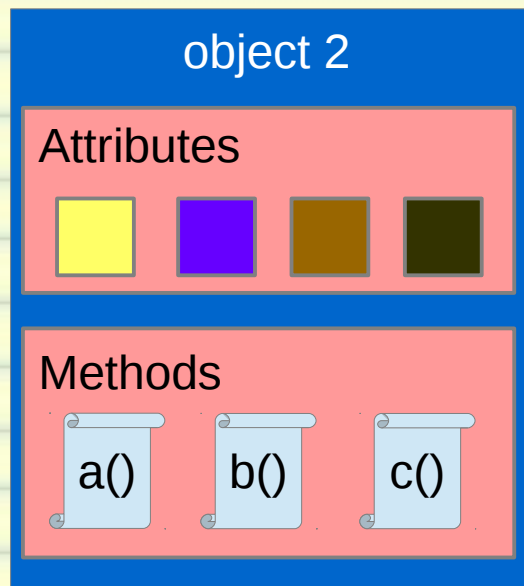 object 2
Attributes
Methods
a() b() c()